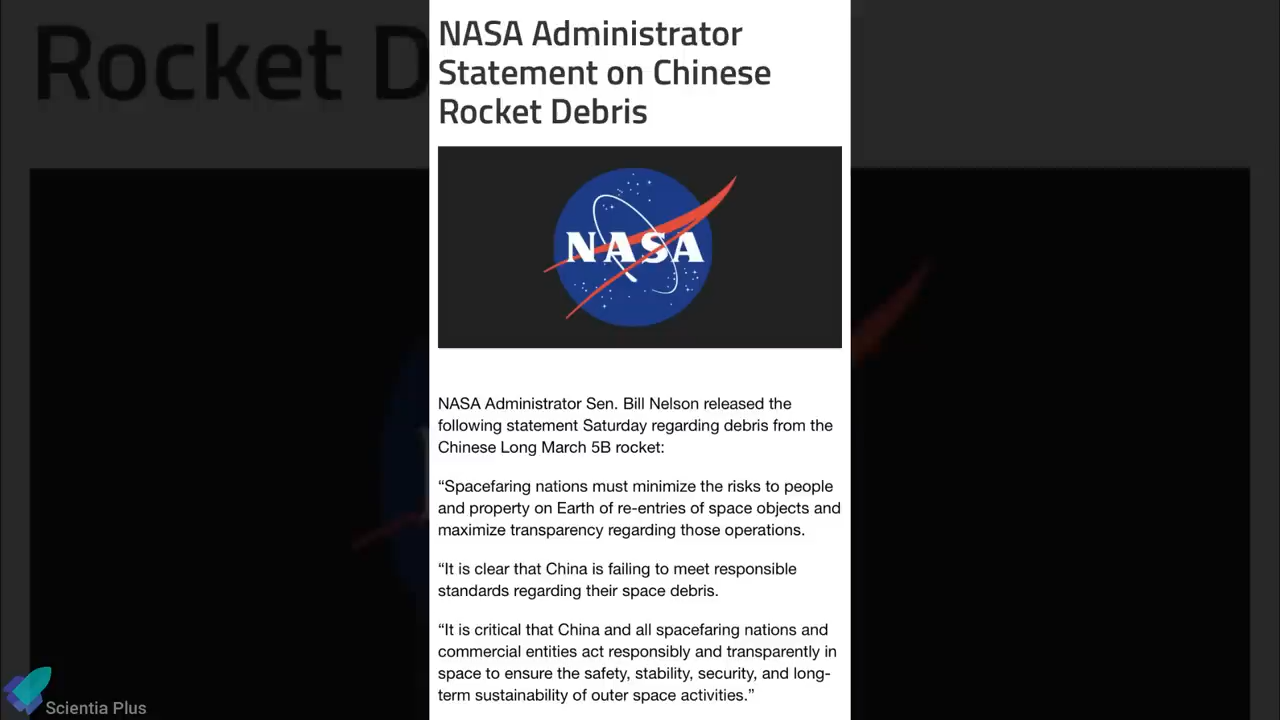 Rocket D
NASA Administrator
Statement on Chinese
Rocket Debris
NASA
NASA Administrator Sen. Bill Nelson released the
following statement Saturday regarding debris from the
Chinese Long March 5B rocket:
“Spacefaring nations must minimize the risks to people
and property on Earth of re-entries of space objects and
maximize transparency regarding those operations.
“It is clear that China is failing to meet responsible
standards regarding their space debris.
“It is critical that China and all spacefaring nations and
commercial entities act responsibly and transparently in
space to ensure the safety, stability, security, and long-
term sustainability of outer space activities.”
Scientia Plus